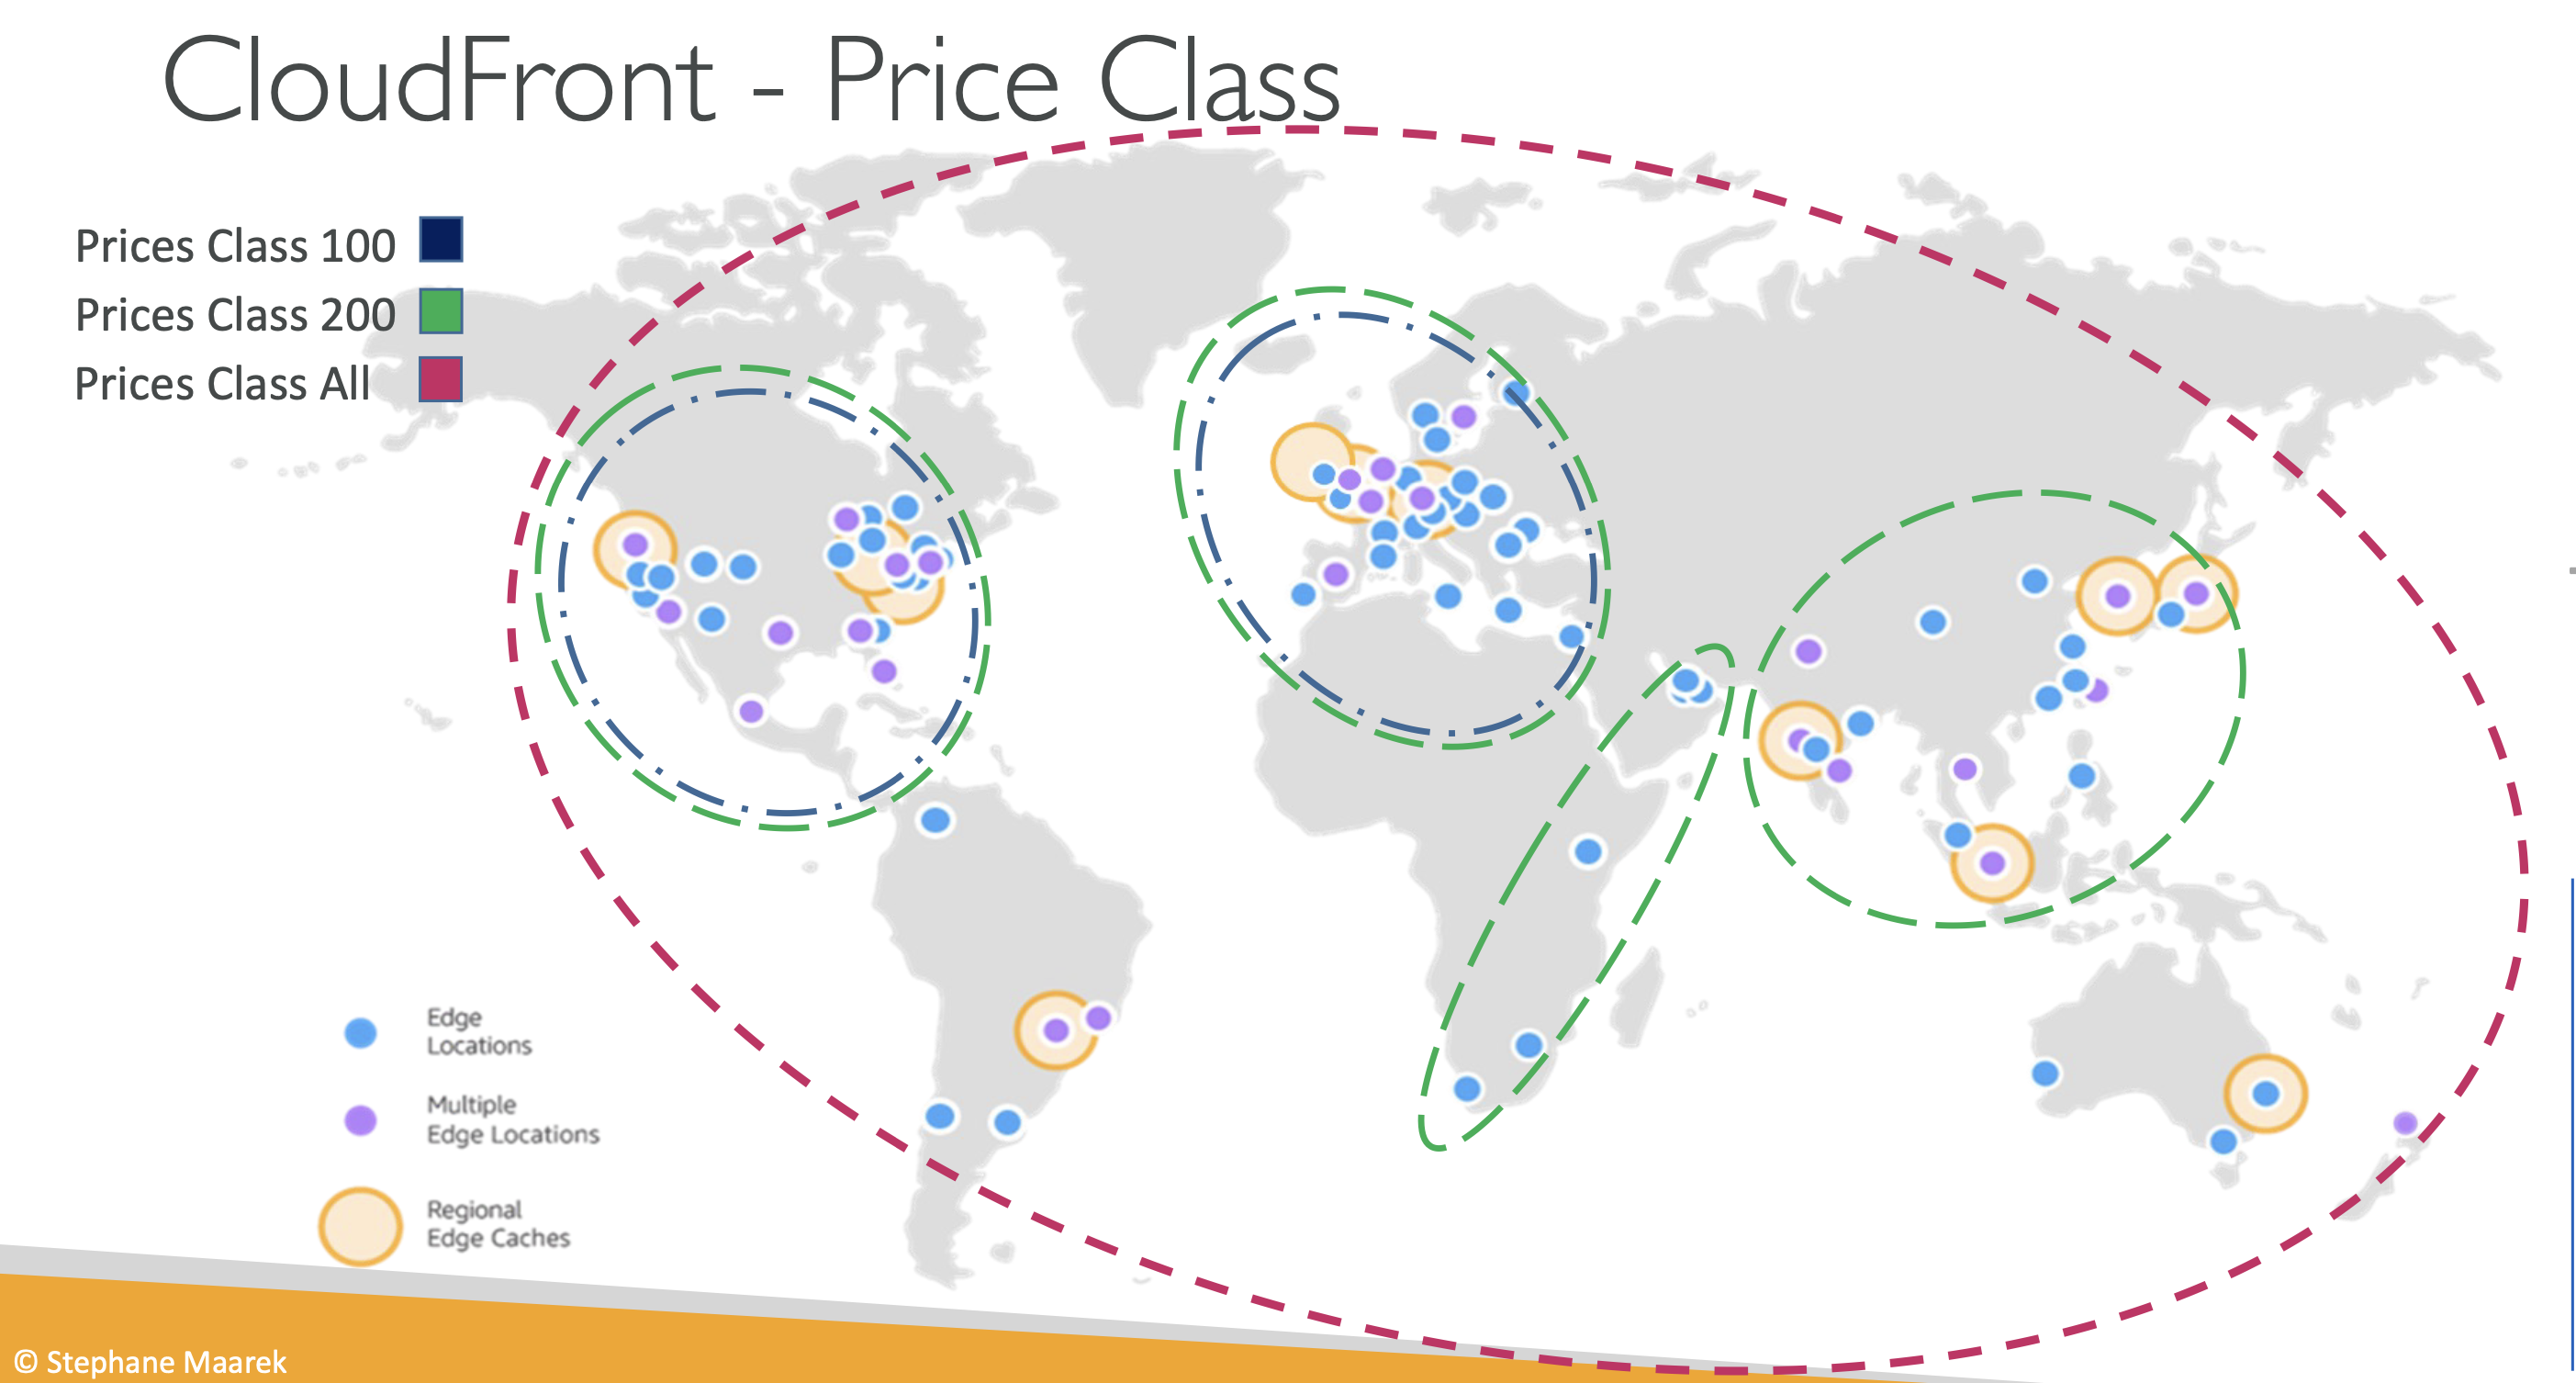 CloudFront - Price Class
Prices Class 100
Prices Class 200
Prices Class All
Edge
Locations
Multiple
Edge Locations
Regional
Edge Caches
© Stephane Maarek